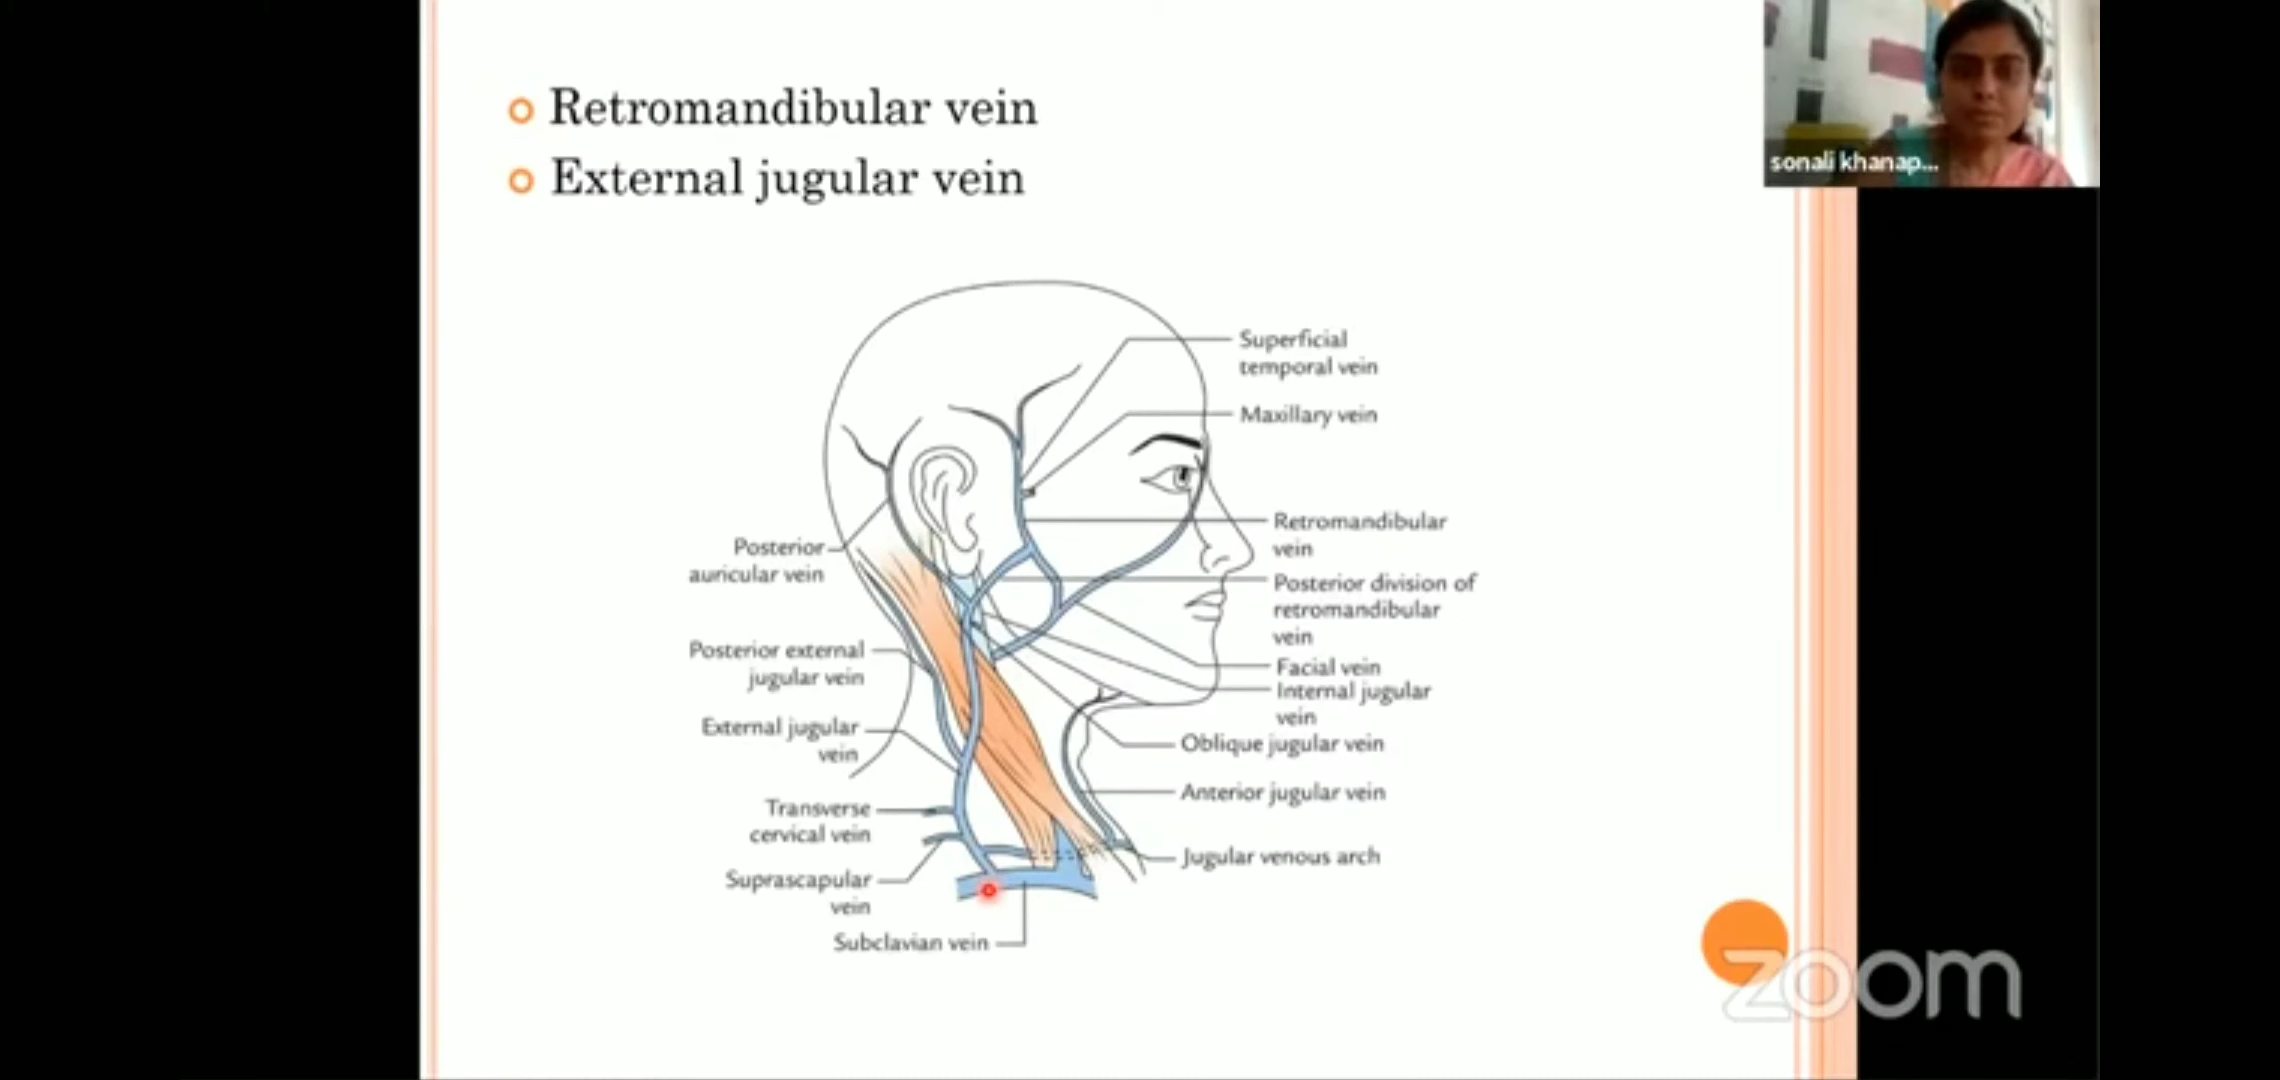 Retromandibular vein
External jugular vein
sonali khanap...
Superficial
temporal vein
Maxillary vein
Retromandibular
vein
Posterior
auricular vein
Posterior division of
retromandibular
vein
Posterior external
jugular vein
Facial vein
Internal jugular
vein
External jugular
vein
Oblique jugular vein
Anterior jugular vein
Transverse
cervical vein
Jugular venous arch
Suprascapular
vein
Subclavian vein
zoom